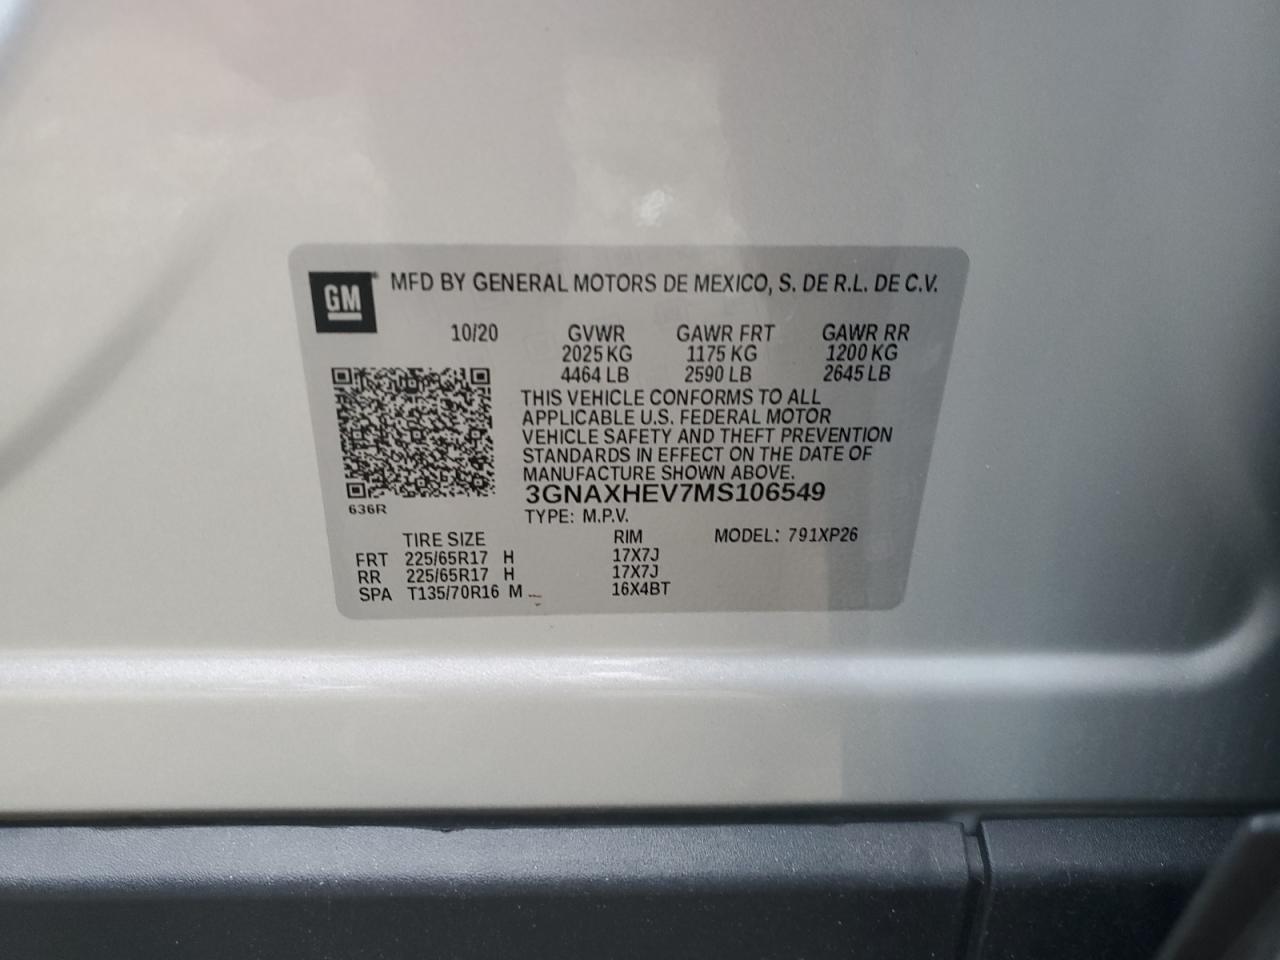 GM ® MFD BY GENERAL MOTORS DE MEXICO, S. DE R.L. DE C.V.
10/20 GVWR GAWR FRT GAWR RR
2025 KG 1175 KG 1200 KG
4464 LB 2590 LB 2645 LB
THIS VEHICLE CONFORMS TO ALL
APPLICABLE U.S. FEDERAL MOTOR
VEHICLE SAFETY AND THEFT PREVENTION
STANDARDS IN EFFECT ON THE DATE OF
MANUFACTURE SHOWN ABOVE.
3GNAXHEV7MS106549
636R
TYPE: M.P.V.
TIRE SIZE RIM MODEL: 791XP26
FRT 225/65R17 H 17X7J
RR 225/65R17 H 17X7J
SPA T135/70R16 M 16X4BT